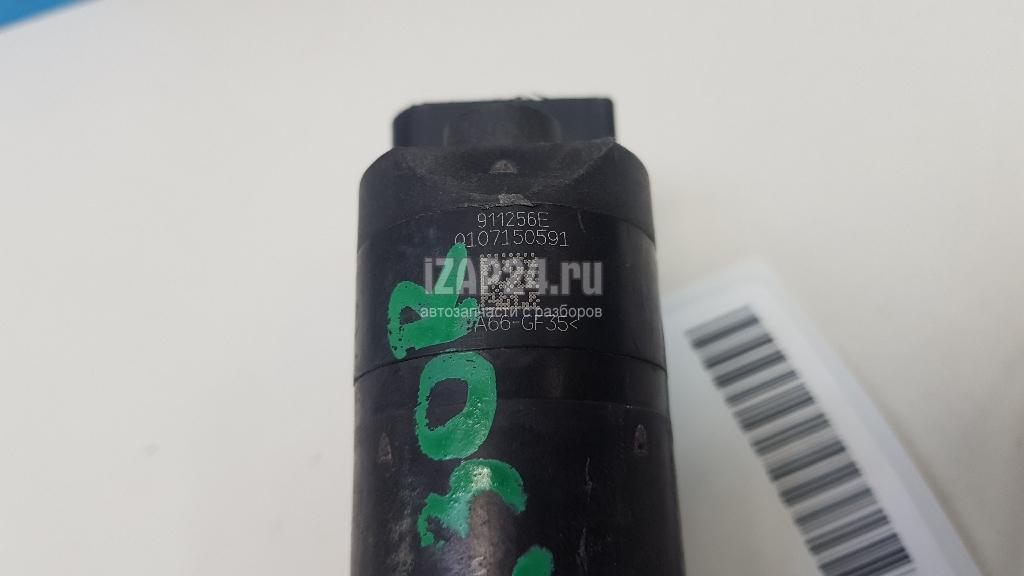 911256E
0107150591
iZAP24.ru
автозапчасти с разборов
A66-GF35<